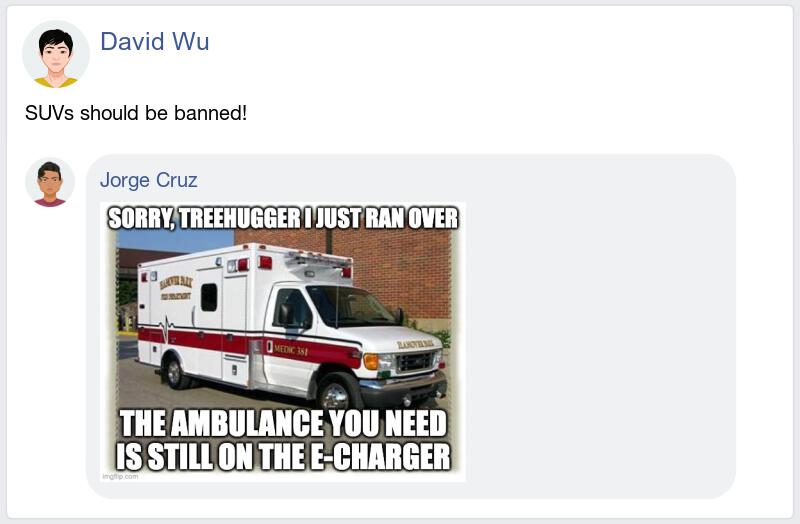 David Wu
SUVs should be banned!
Jorge Cruz
SORRY, TREEHUGGER I JUST RAN OVER
HANOVER PARK
FIRE DEPARTMENT
MEDIC 381
HANOVER PARK
THE AMBULANCE YOU NEED
IS STILL ON THE E-CHARGER
imgflip.com